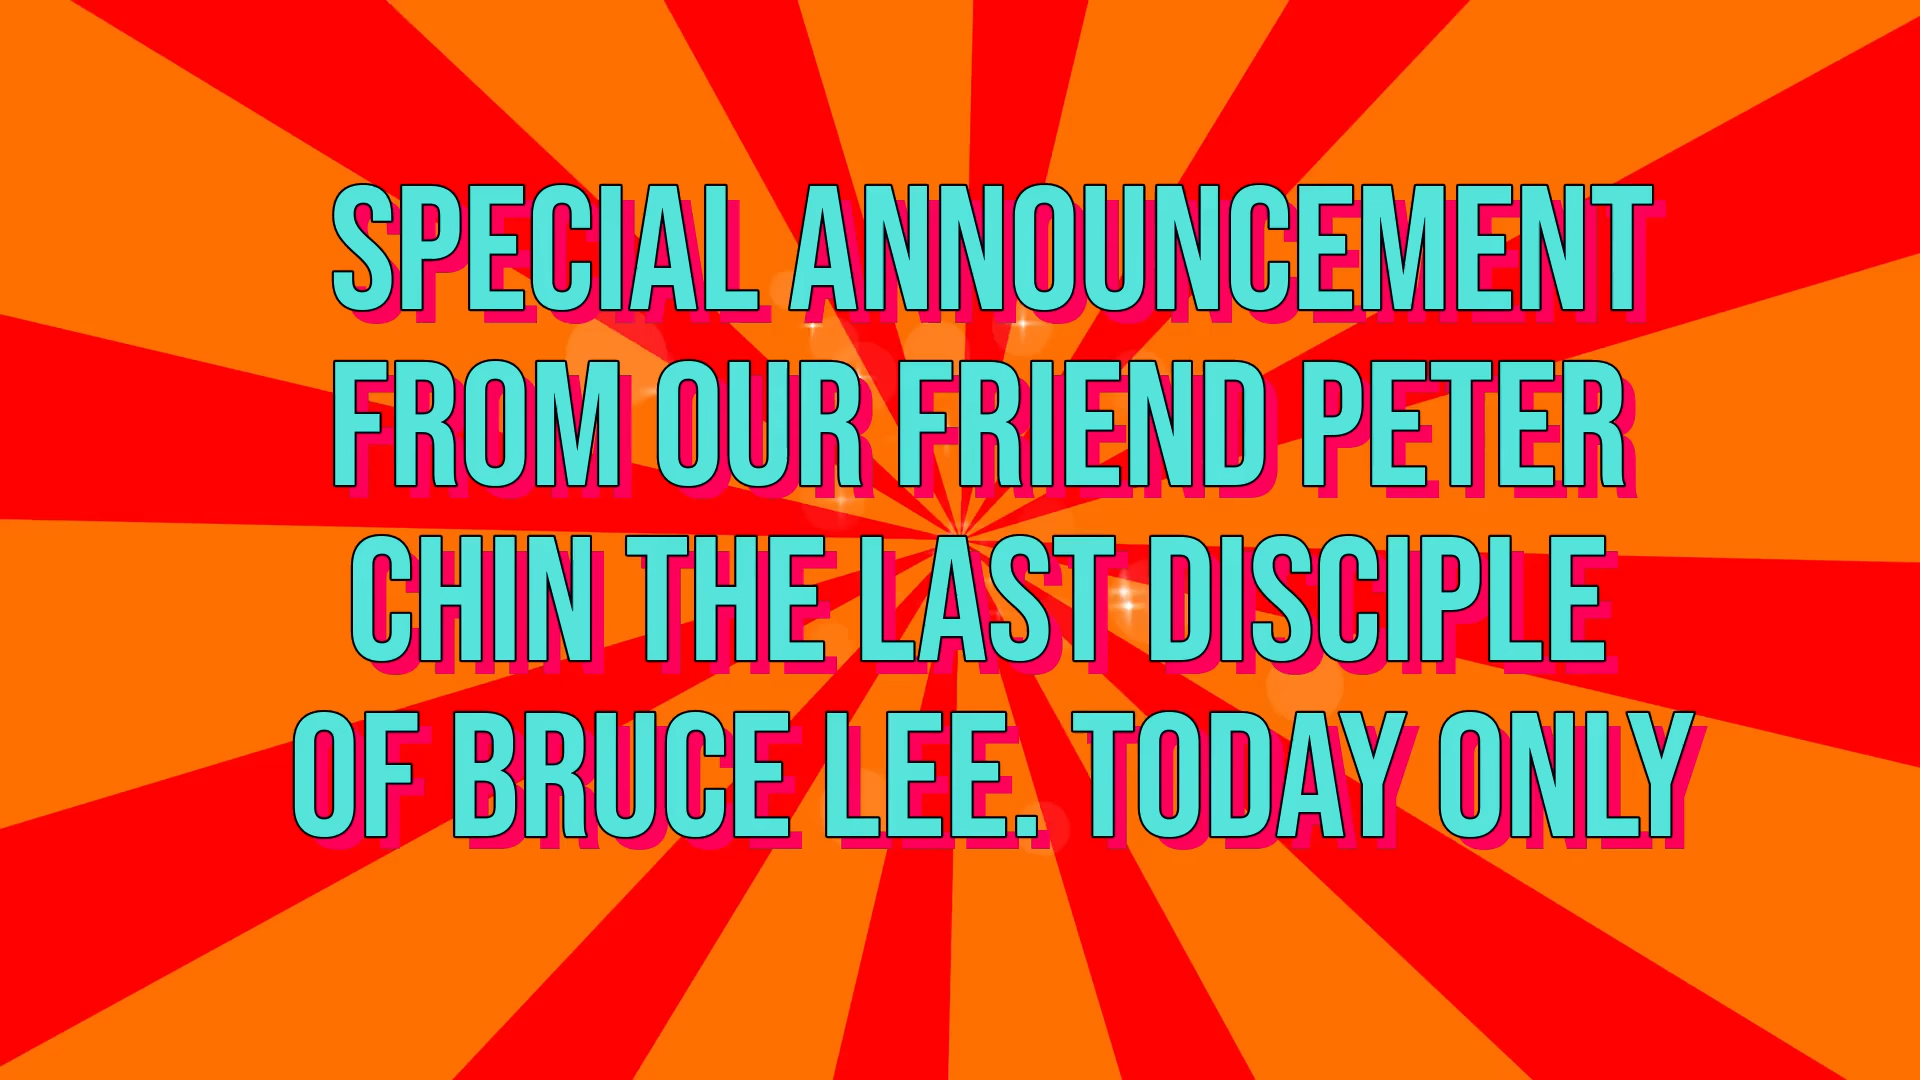 SPECIAL ANNOUNCEMENT
FROM OUR FRIEND PETER
CHIN THE LAST DISCIPLE
OF BRUCE LEE. TODAY ONLY